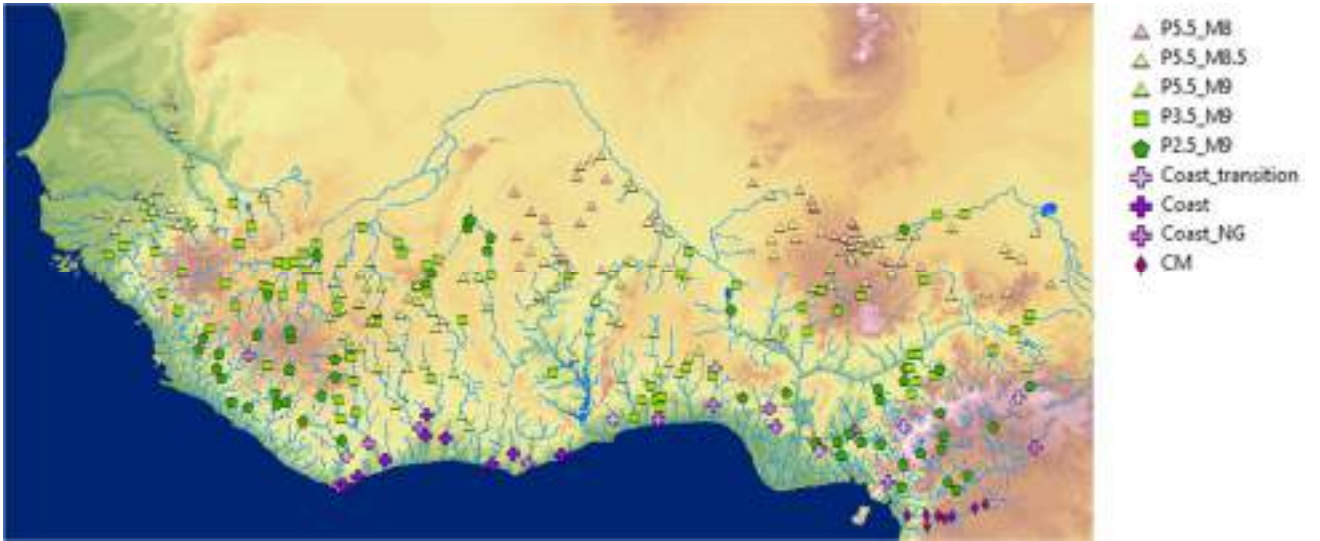 P5.5_M8
P5.5_M8.5
P5.5_M9
P3.5_M9
P2.5_M9
Coast_transition
Coast
Coast_NG
CM